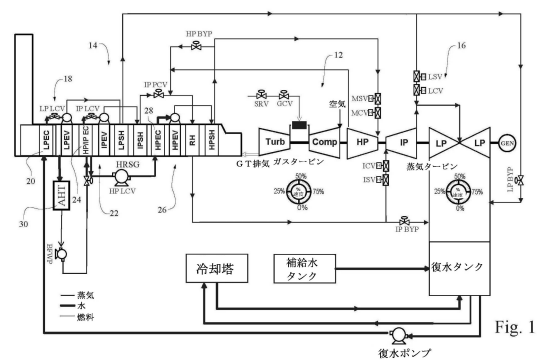 HP BYP
14
12
16
18
LP LCV
IP LCV
IP PCV
28
SRV
GCV
空気
MSV
MCV
LSV
LCV
LPEC
LPEV
HP/IP EC
IPEV
LPSH
IPSH
HPEC
HPEV
RH
HPSH
Turb
Comp
HP
IP
LP
LP
GEN
20
24
22
HRSG
HP LCV
26
GT排気
ガスタービン
蒸気タービン
ICV
ISV
LP BYP
30
AHT
BFWP
50%
25%
75%
0%
50%
25%
75%
0%
IP BYP
冷却塔
補給水
タンク
復水タンク
蒸気
水
燃料
復水ポンプ
Fig. 1